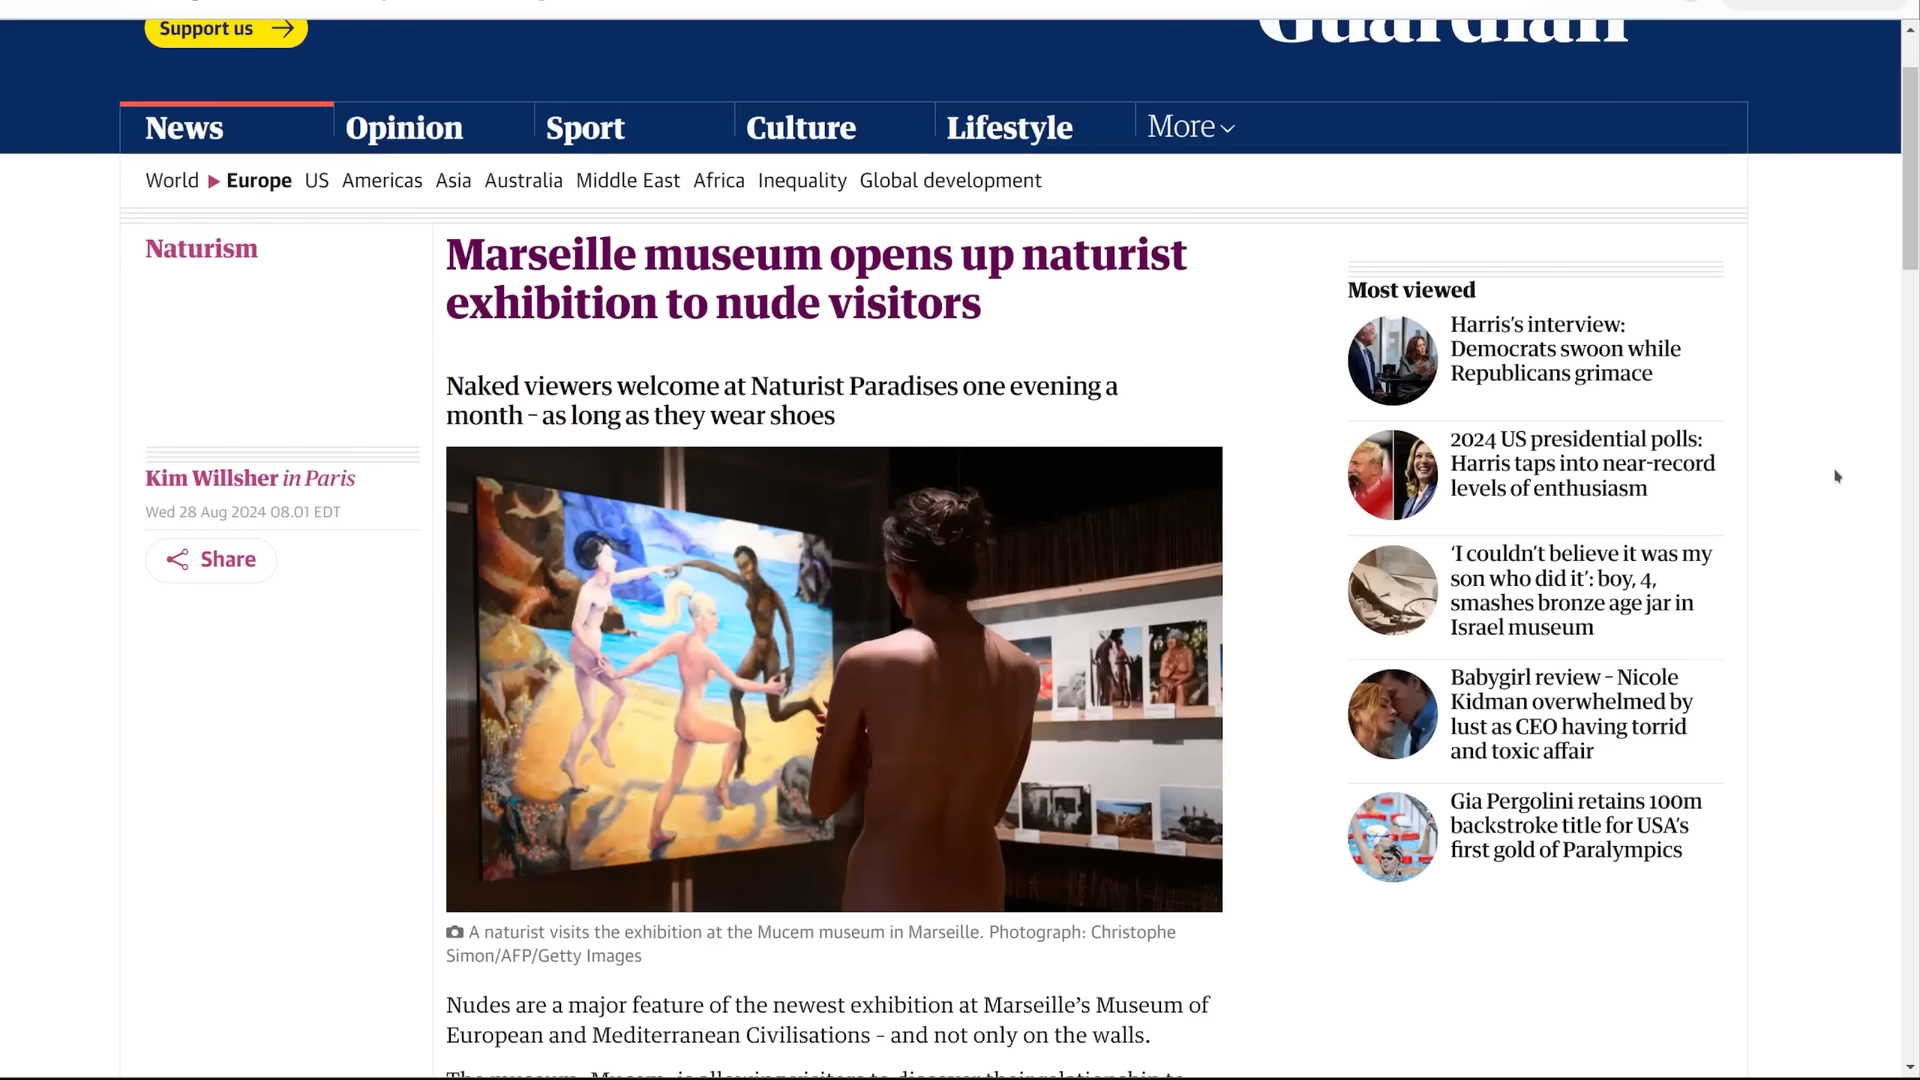 Support us
Guardian
News
Opinion
Sport
Culture
Lifestyle
More
World
Europe
US
Americas
Asia
Australia
Middle East
Africa
Inequality
Global development
Naturism
Kim Willsher in Paris
Wed 28 Aug 2024 08.01 EDT
Share
Marseille museum opens up naturist
exhibition to nude visitors
Naked viewers welcome at Naturist Paradises one evening a
month – as long as they wear shoes
A naturist visits the exhibition at the Mucem museum in Marseille. Photograph: Christophe
Simon/AFP/Getty Images
Nudes are a major feature of the newest exhibition at Marseille’s Museum of
European and Mediterranean Civilisations – and not only on the walls.
Most viewed
Harris’s interview:
Democrats swoon while
Republicans grimace
2024 US presidential polls:
Harris taps into near-record
levels of enthusiasm
‘I couldn’t believe it was my
son who did it’: boy, 4,
smashes bronze age jar in
Israel museum
Babygirl review – Nicole
Kidman overwhelmed by
lust as CEO having torrid
and toxic affair
Gia Pergolini retains 100m
backstroke title for USA’s
first gold of Paralympics